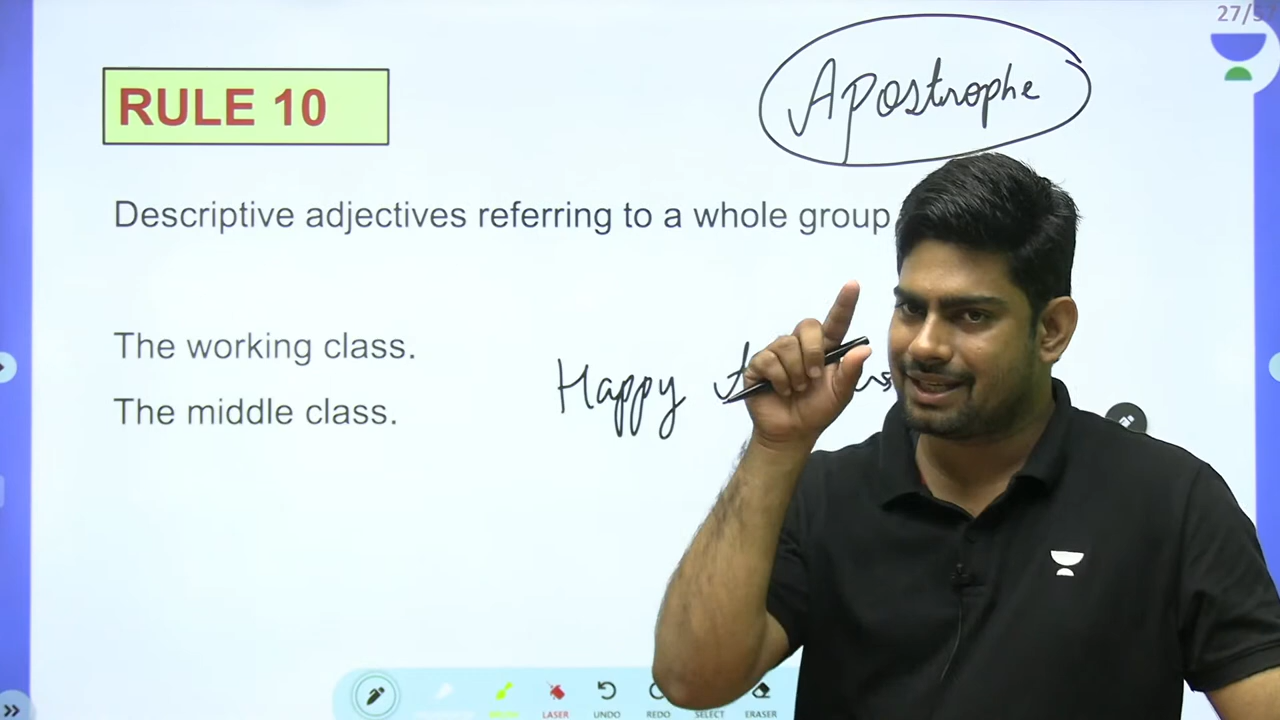 27/57
Apostrophe
RULE 10
Descriptive adjectives referring to a whole group
The working class.
Happy
The middle class.
LASER
UNDO
REDO
SELECT
ERASER